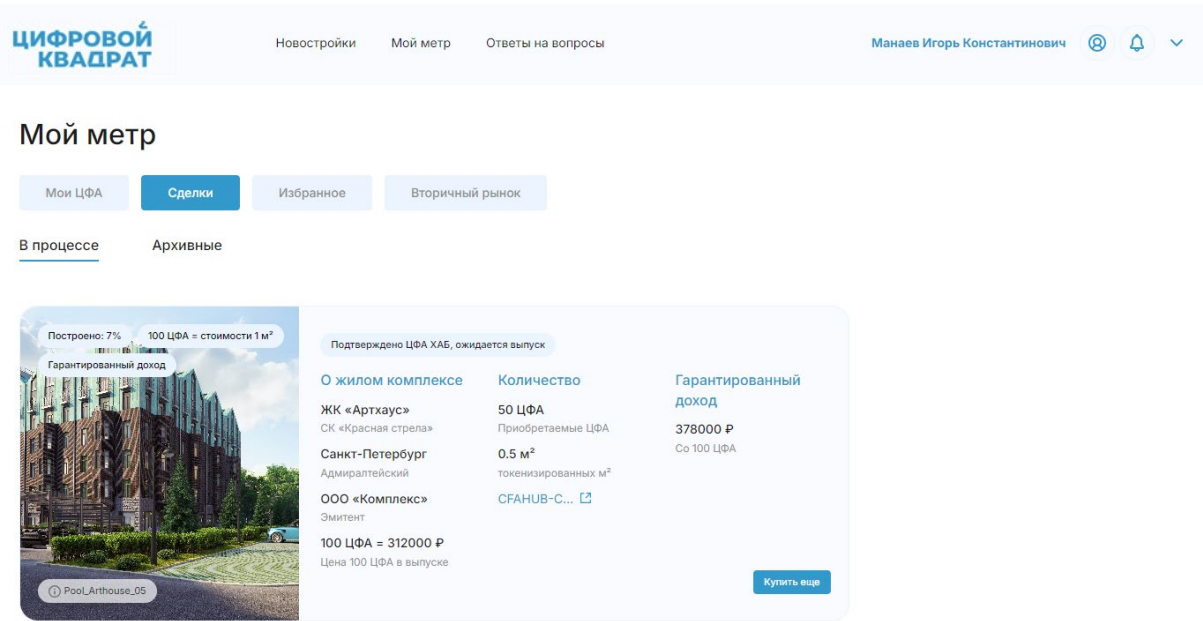 ЦИФРОВОЙ
КВАДРАТ
Новостройки
Мой метр
Ответы на вопросы
Манаев Игорь Константинович
Мой метр
Мои ЦФА
Сделки
Избранное
Вторичный рынок
В процессе
Архивные
Построено: 7%
100 ЦФА = стоимости 1 м²
Гарантированный доход
Pool_Arthouse_05
Подтверждено ЦФА ХАБ, ожидается выпуск
О жилом комплексе
ЖК «Артхаус»
СК «Красная стрела»
Санкт-Петербург
Адмиралтейский
ООО «Комплекс»
Эмитент
100 ЦФА = 312000 ₽
Цена 100 ЦФА в выпуске
Количество
50 ЦФА
Приобретаемые ЦФА
0.5 м²
токенизированных м²
CFAHUB-C...
Гарантированный
доход
378000 ₽
Со 100 ЦФА
Купить еще